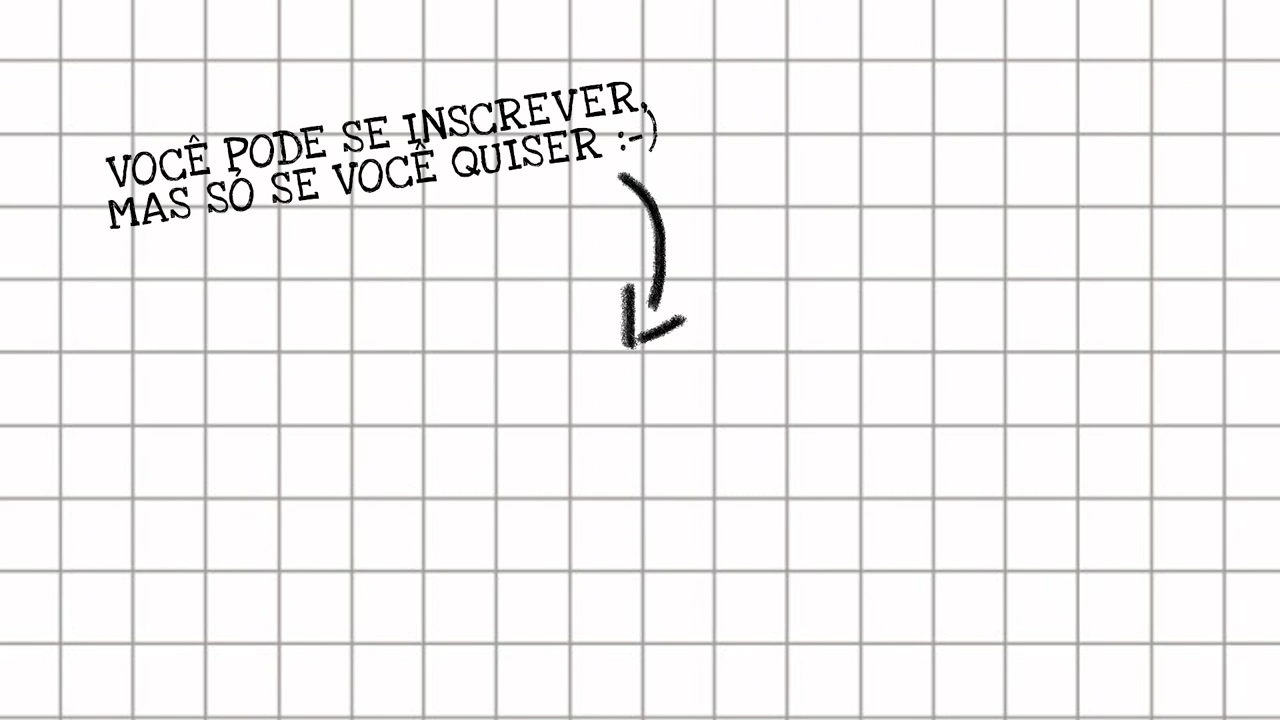 VOCÊ PODE SE INSCREVER,
MAS SÓ SE VOCÊ QUISER :-)